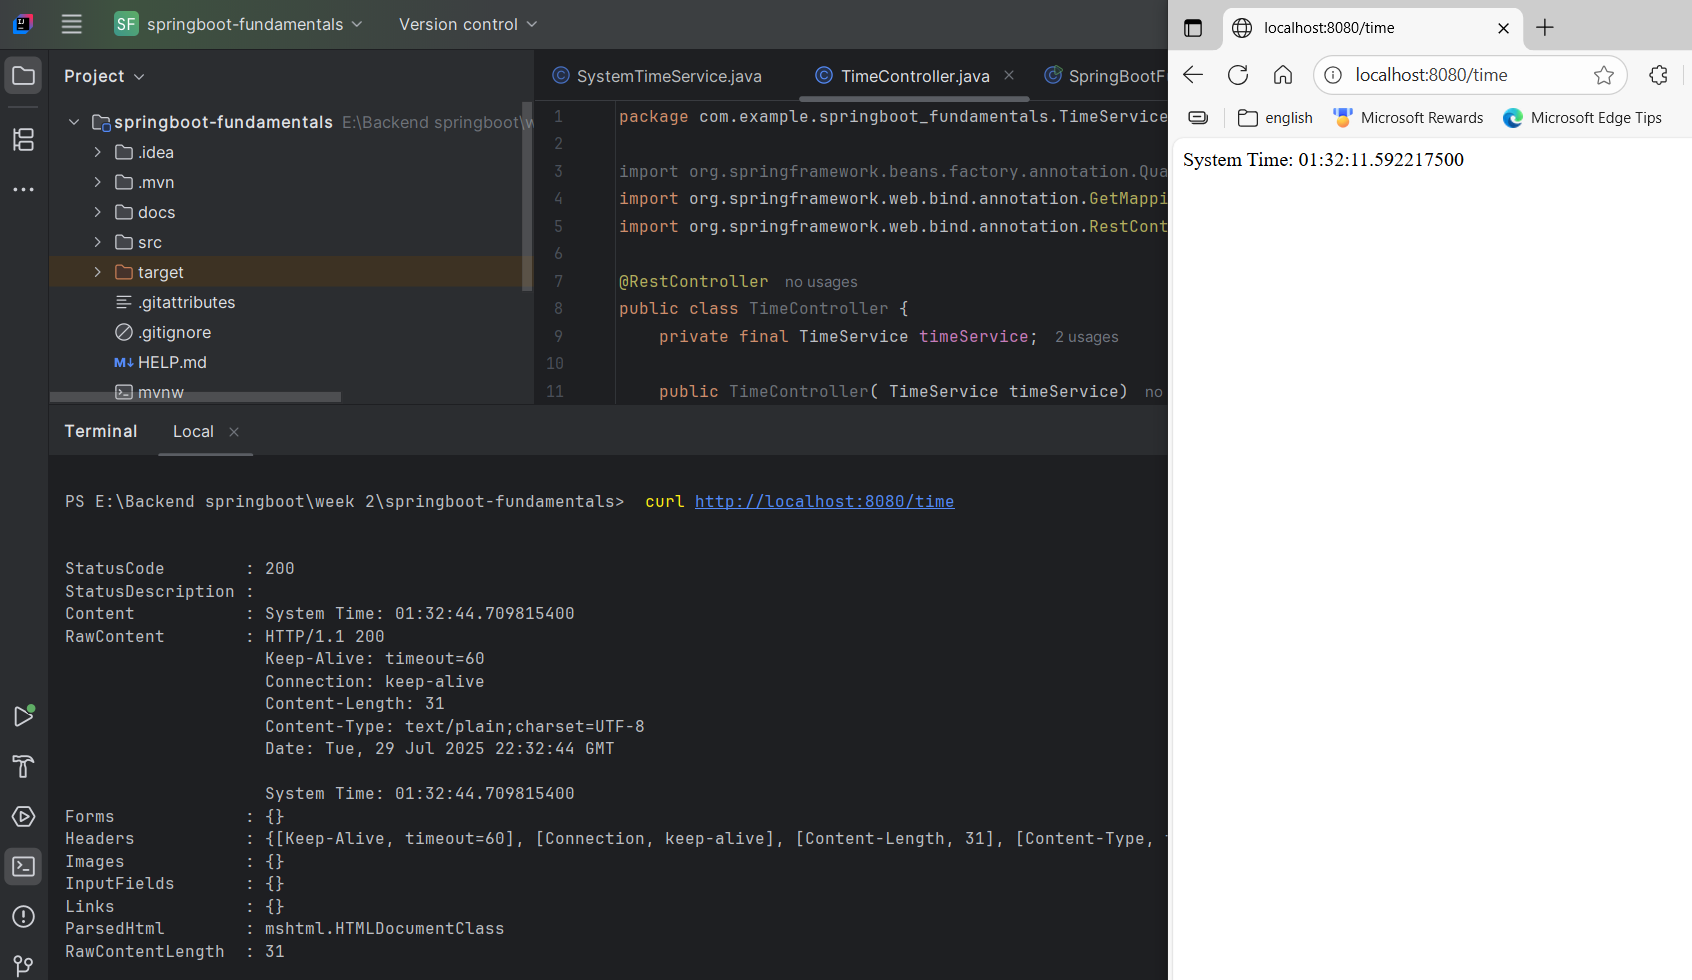 SF springboot-fundamentals Version control
Project
springboot-fundamentals E:\Backend springboot\w
.idea
.mvn
docs
src
target
.gitattributes
.gitignore
M↓ HELP.md
mvnw
SystemTimeService.java TimeController.java SpringBootF
1 package com.example.springboot_fundamentals.TimeService
2
3 import org.springframework.beans.factory.annotation.Qua
4 import org.springframework.web.bind.annotation.GetMappi
5 import org.springframework.web.bind.annotation.RestCont
6
7 @RestController no usages
8 public class TimeController {
9 private final TimeService timeService; 2 usages
10
11 public TimeController( TimeService timeService) no
Terminal Local
PS E:\Backend springboot\week 2\springboot-fundamentals> curl http://localhost:8080/time
StatusCode : 200
StatusDescription :
Content : System Time: 01:32:44.709815400
RawContent : HTTP/1.1 200
Keep-Alive: timeout=60
Connection: keep-alive
Content-Length: 31
Content-Type: text/plain;charset=UTF-8
Date: Tue, 29 Jul 2025 22:32:44 GMT
System Time: 01:32:44.709815400
Forms : {}
Headers : {[Keep-Alive, timeout=60], [Connection, keep-alive], [Content-Length, 31], [Content-Type,
Images : {}
InputFields : {}
Links : {}
ParsedHtml : mshtml.HTMLDocumentClass
RawContentLength : 31
localhost:8080/time
localhost:8080/time
english Microsoft Rewards Microsoft Edge Tips
System Time: 01:32:11.592217500